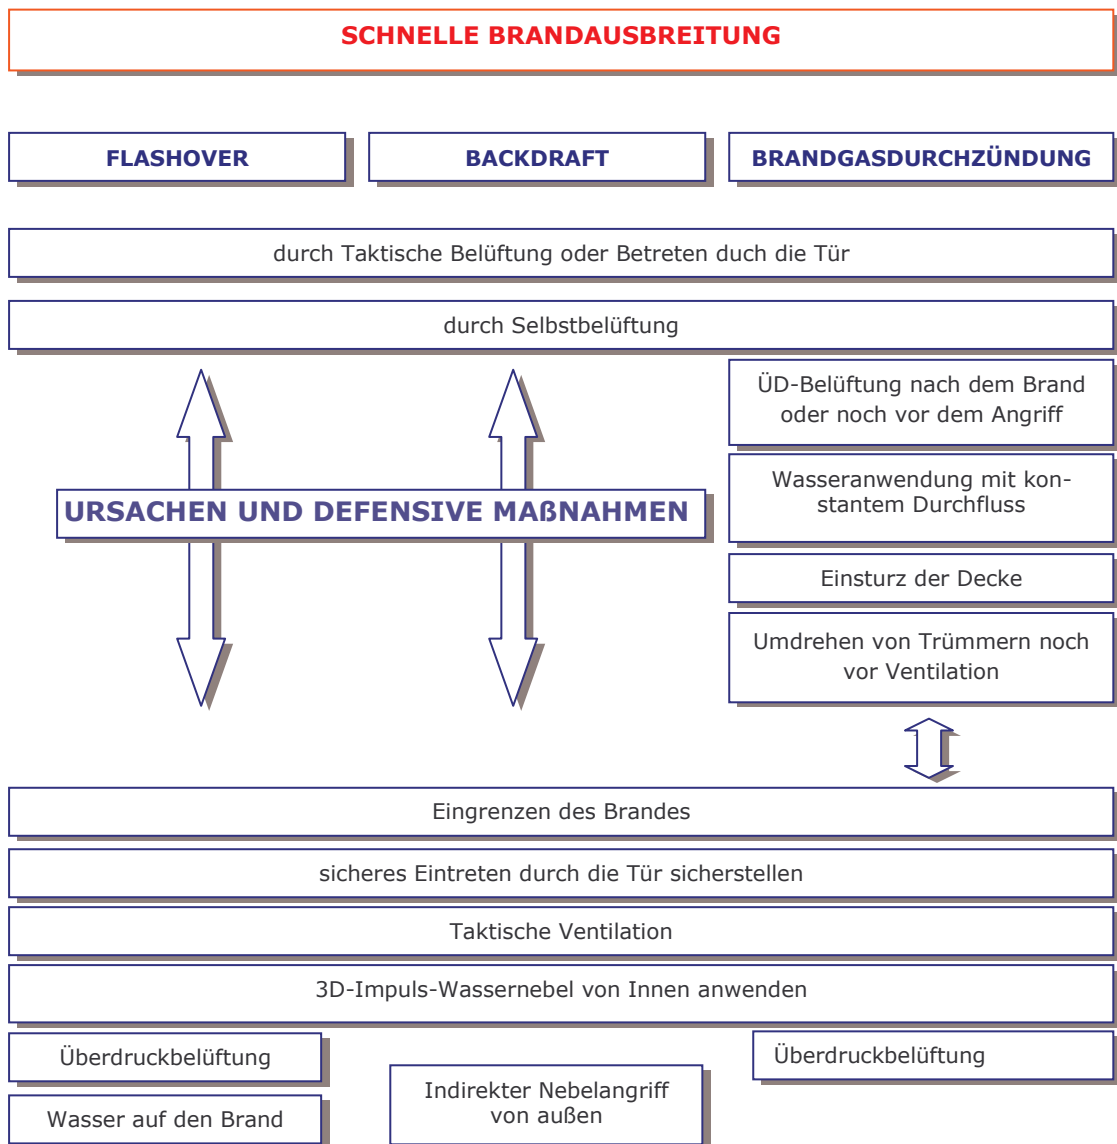 SCHNELLE BRANDAUSBREITUNG
FLASHOVER
BACKDRAFT
BRANDGASDURCHZÜNDUNG
durch Taktische Belüftung oder Betreten duch die Tür
durch Selbstbelüftung
ÜD-Belüftung nach dem Brand
oder noch vor dem Angriff
Wasseranwendung mit kon-
stantem Durchfluss
URSACHEN UND DEFENSIVE MAßNAHMEN
Einsturz der Decke
Umdrehen von Trümmern noch
vor Ventilation
Eingrenzen des Brandes
sicheres Eintreten durch die Tür sicherstellen
Taktische Ventilation
3D-Impuls-Wassernebel von Innen anwenden
Überdruckbelüftung
Wasser auf den Brand
Indirekter Nebelangriff
von außen
Überdruckbelüftung